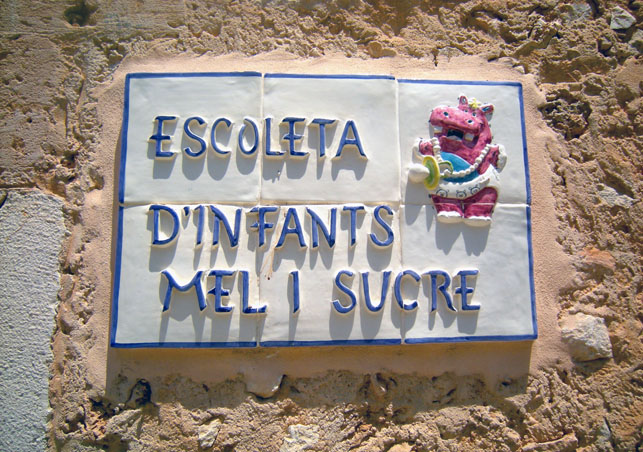 ESCOLETA
D'INFANTS
MEL I SUCRE